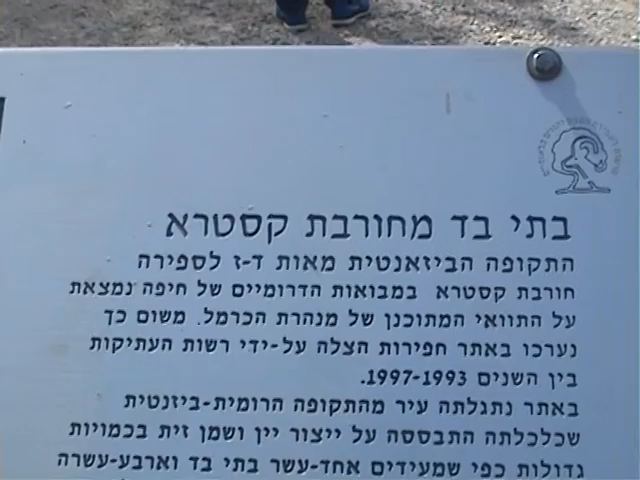 בתי בד מחורבת קסטרא
התקופה הביזאנטית מאות ד-ז לספירה
חורבת קסטרא במבואות הדרומיים של חיפה נמצאת
על התוואי המתוכנן של מנהרת הכרמל. משום כך
נערכו באתר חפירות הצלה על-ידי רשות העתיקות
בין השנים 1997-1993.
באתר נתגלתה עיר מהתקופה הרומית-ביזנטית
שכלכלתה התבססה על ייצור יין ושמן זית בכמויות
גדולות כפי שמעידים אחד-עשר בתי בד וארבע-עשרה